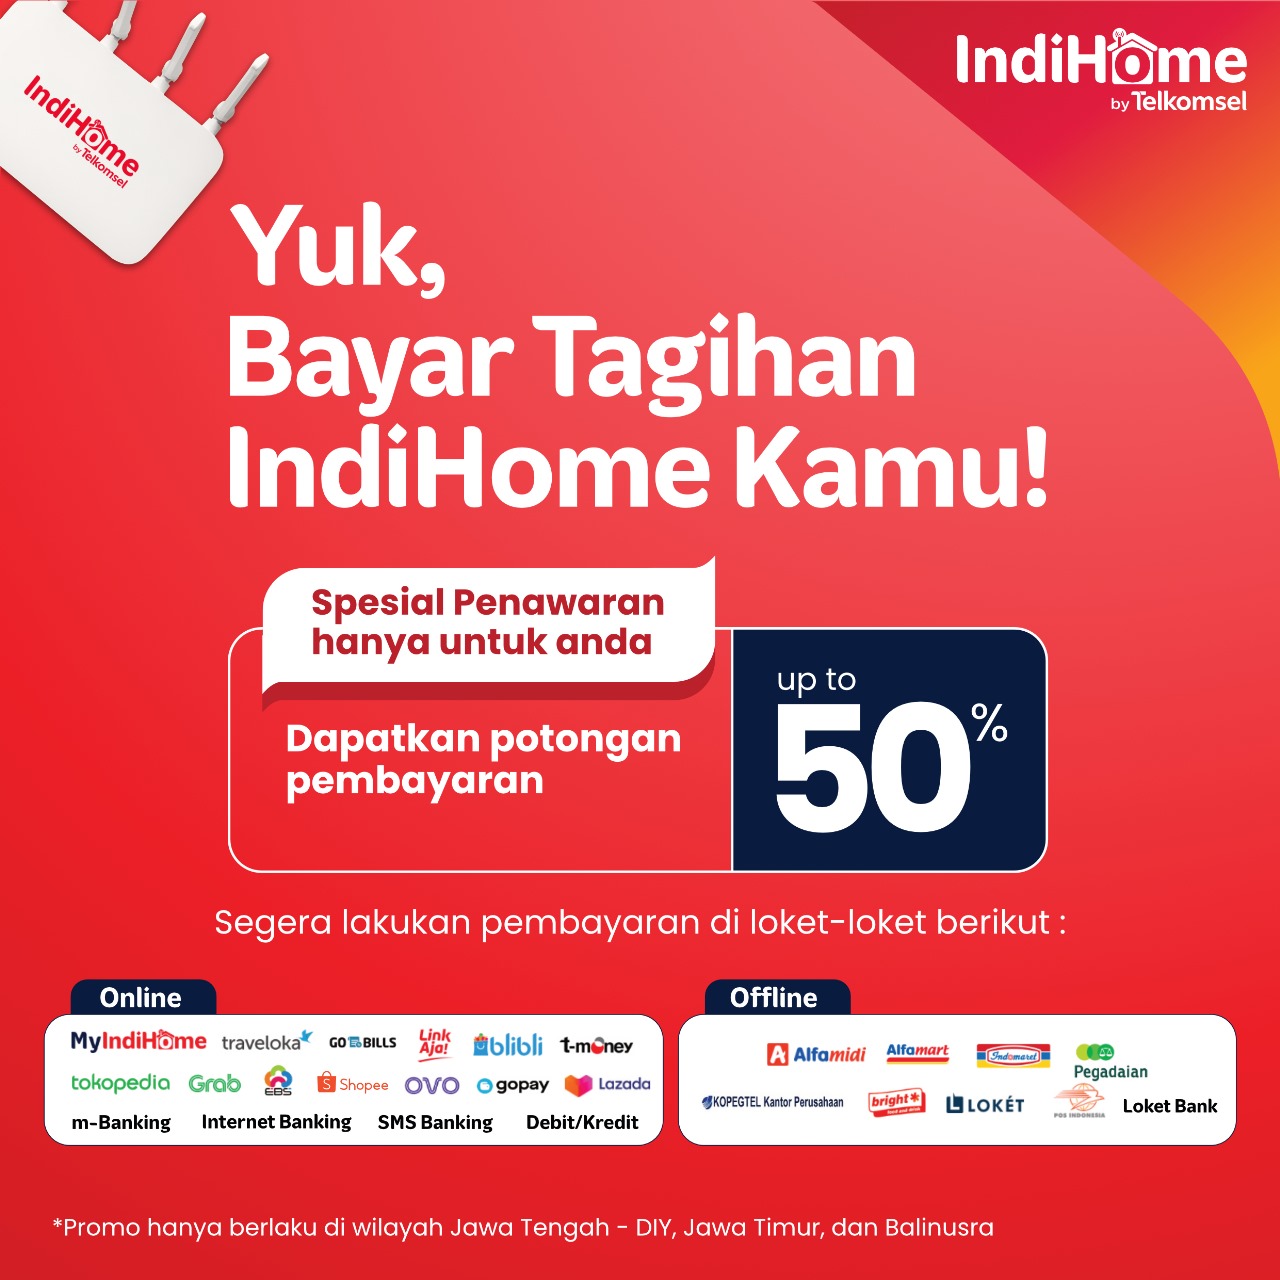 IndiHome
by Telkomsel
IndiHome
by Telkomsel
Yuk,
Bayar Tagihan
IndiHome Kamu!
Spesial Penawaran
hanya untuk anda
Dapatkan potongan
pembayaran
up to
50%
Segera lakukan pembayaran di loket-loket berikut :
Online
MyIndiHome traveloka GO BILLS Link Aja! blibli t-money
tokopedia Grab EBS Shopee OVO gopay Lazada
m-Banking Internet Banking SMS Banking Debit/Kredit
Offline
Alfamidi Alfamart Indomaret Pegadaian
KOPEGTEL Kantor Perusahaan bright* food and drink LOKÉT POS INDONESIA Loket Bank
*Promo hanya berlaku di wilayah Jawa Tengah - DIY, Jawa Timur, dan Balinusra